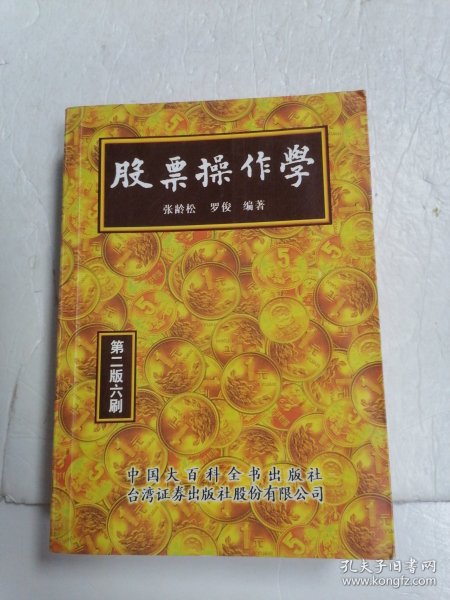 股票操作學
张龄松 罗俊 编著
第二版六刷
中国大百科全书出版社
台湾证券出版社股份有限公司
孔夫子旧书网
www.kongfz.com